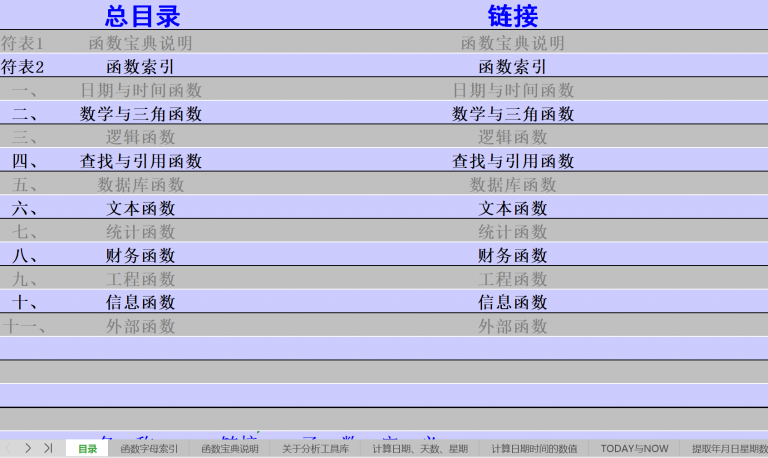 总目录 链接
符表1 函数宝典说明 函数宝典说明
符表2 函数索引 函数索引
一、 日期与时间函数 日期与时间函数
二、 数学与三角函数 数学与三角函数
三、 逻辑函数 逻辑函数
四、 查找与引用函数 查找与引用函数
五、 数据库函数 数据库函数
六、 文本函数 文本函数
七、 统计函数 统计函数
八、 财务函数 财务函数
九、 工程函数 工程函数
十、 信息函数 信息函数
十一、 外部函数 外部函数
目录 函数字母索引 函数宝典说明 关于分析工具库 计算日期、天数、星期 计算日期时间的数值 TODAY与NOW 提取年月日星期数